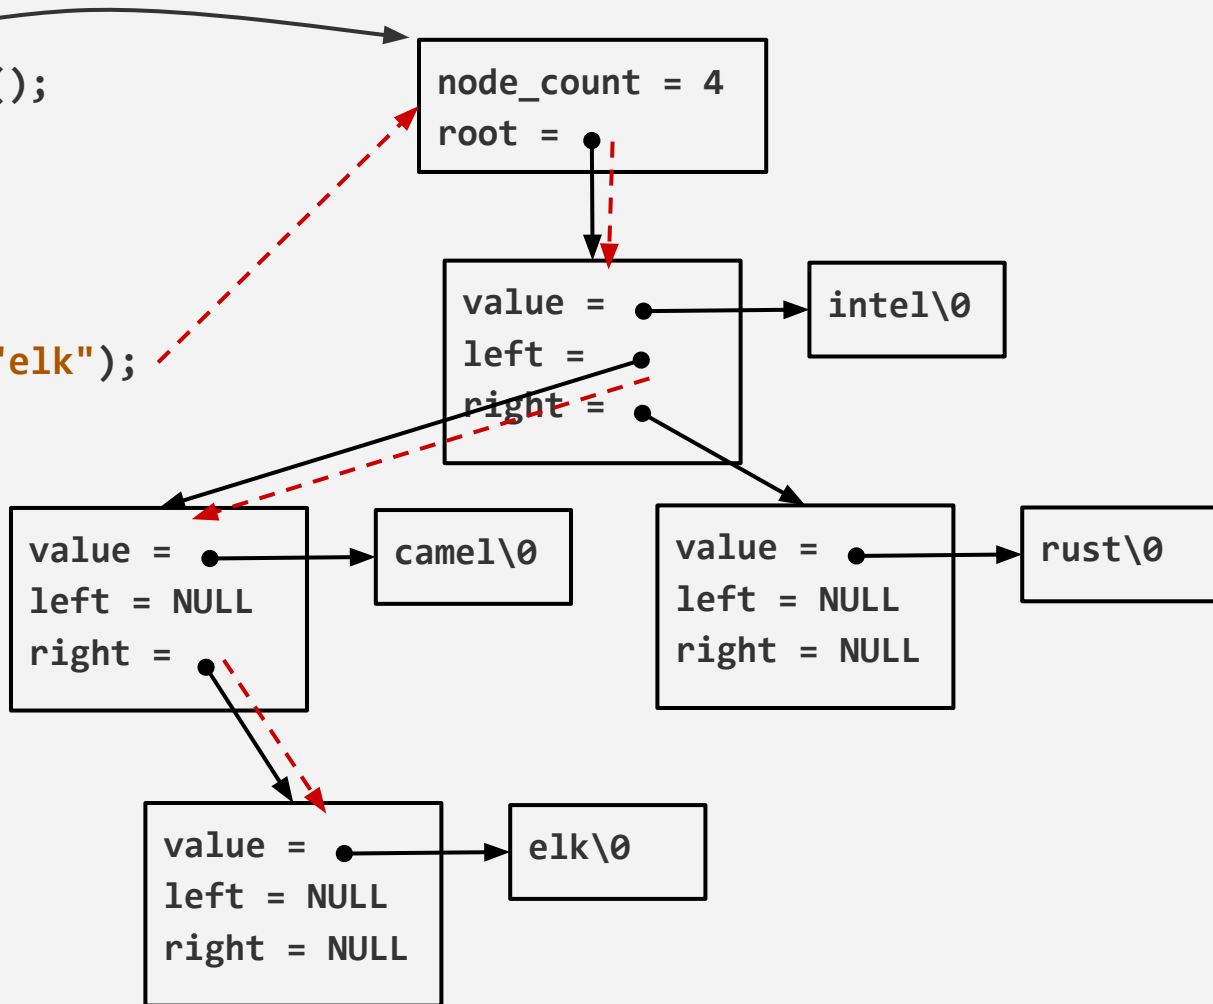 ();
node_count = 4
root =
"elk");
value =
left =
right =
intel\0
value =
left = NULL
right =
camel\0
value =
left = NULL
right = NULL
rust\0
value =
left = NULL
right = NULL
elk\0